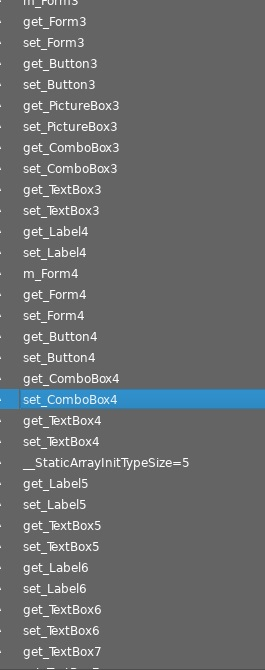 m_Form3
get_Form3
set_Form3
get_Button3
set_Button3
get_PictureBox3
set_PictureBox3
get_ComboBox3
set_ComboBox3
get_TextBox3
set_TextBox3
get_Label4
set_Label4
m_Form4
get_Form4
set_Form4
get_Button4
set_Button4
get_ComboBox4
set_ComboBox4
get_TextBox4
set_TextBox4
__StaticArrayInitTypeSize=5
get_Label5
set_Label5
get_TextBox5
set_TextBox5
get_Label6
set_Label6
get_TextBox6
set_TextBox6
get_TextBox7